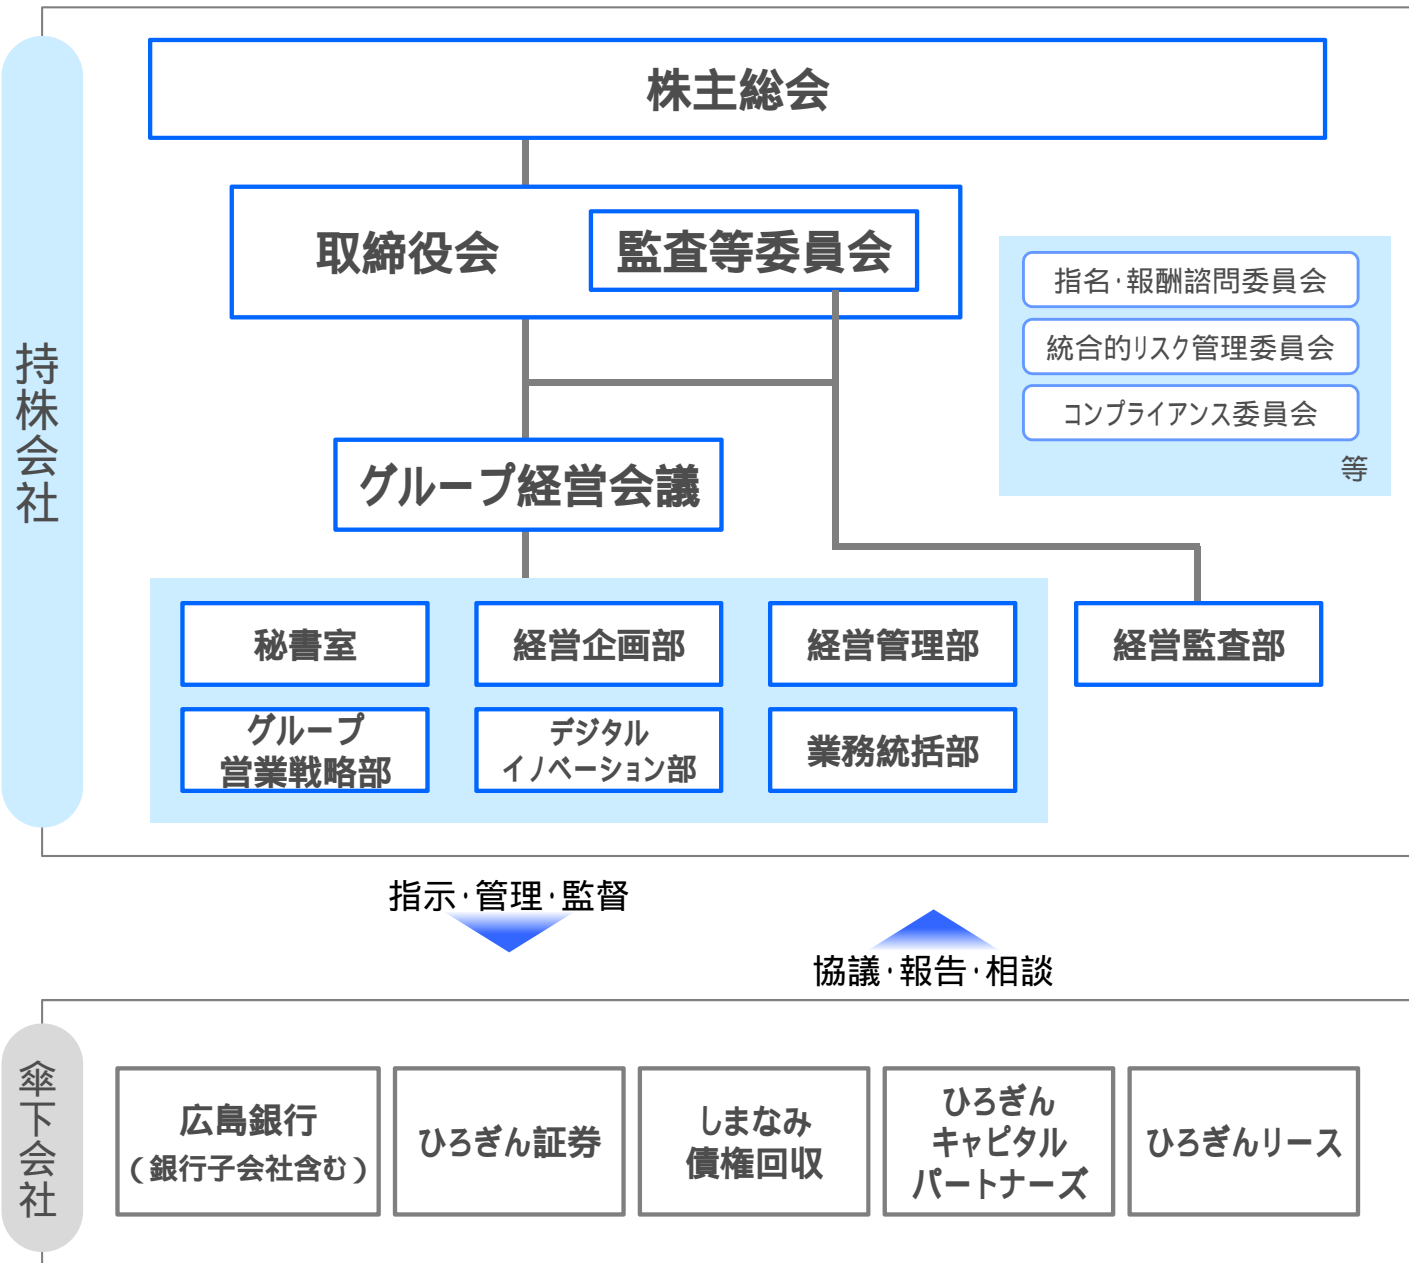 株主総会
取締役会
監査等委員会
指名・報酬諮問委員会
統合的リスク管理委員会
コンプライアンス委員会
等
持株会社
グループ経営会議
秘書室
経営企画部
経営管理部
経営監査部
グループ
営業戦略部
デジタル
イノベーション部
業務統括部
指示・管理・監督
協議・報告・相談
傘下会社
広島銀行
（銀行子会社含む）
ひろぎん証券
しまなみ
債権回収
ひろぎん
キャピタル
パートナーズ
ひろぎんリース